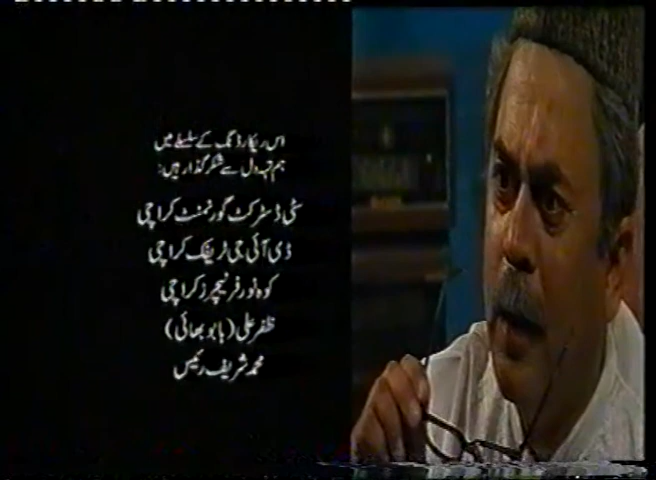 اس ریکارڈنگ کے سلسلے میں
ہم تہہ دل سے شکر گذار ہیں:
سٹی ڈسٹرکٹ گورنمنٹ کراچی
ڈی آئی جی ٹریفک کراچی
کوہ نور فرنیچرز کراچی
ظفر علی (بابو بھائی)
محمد شریف رئیس